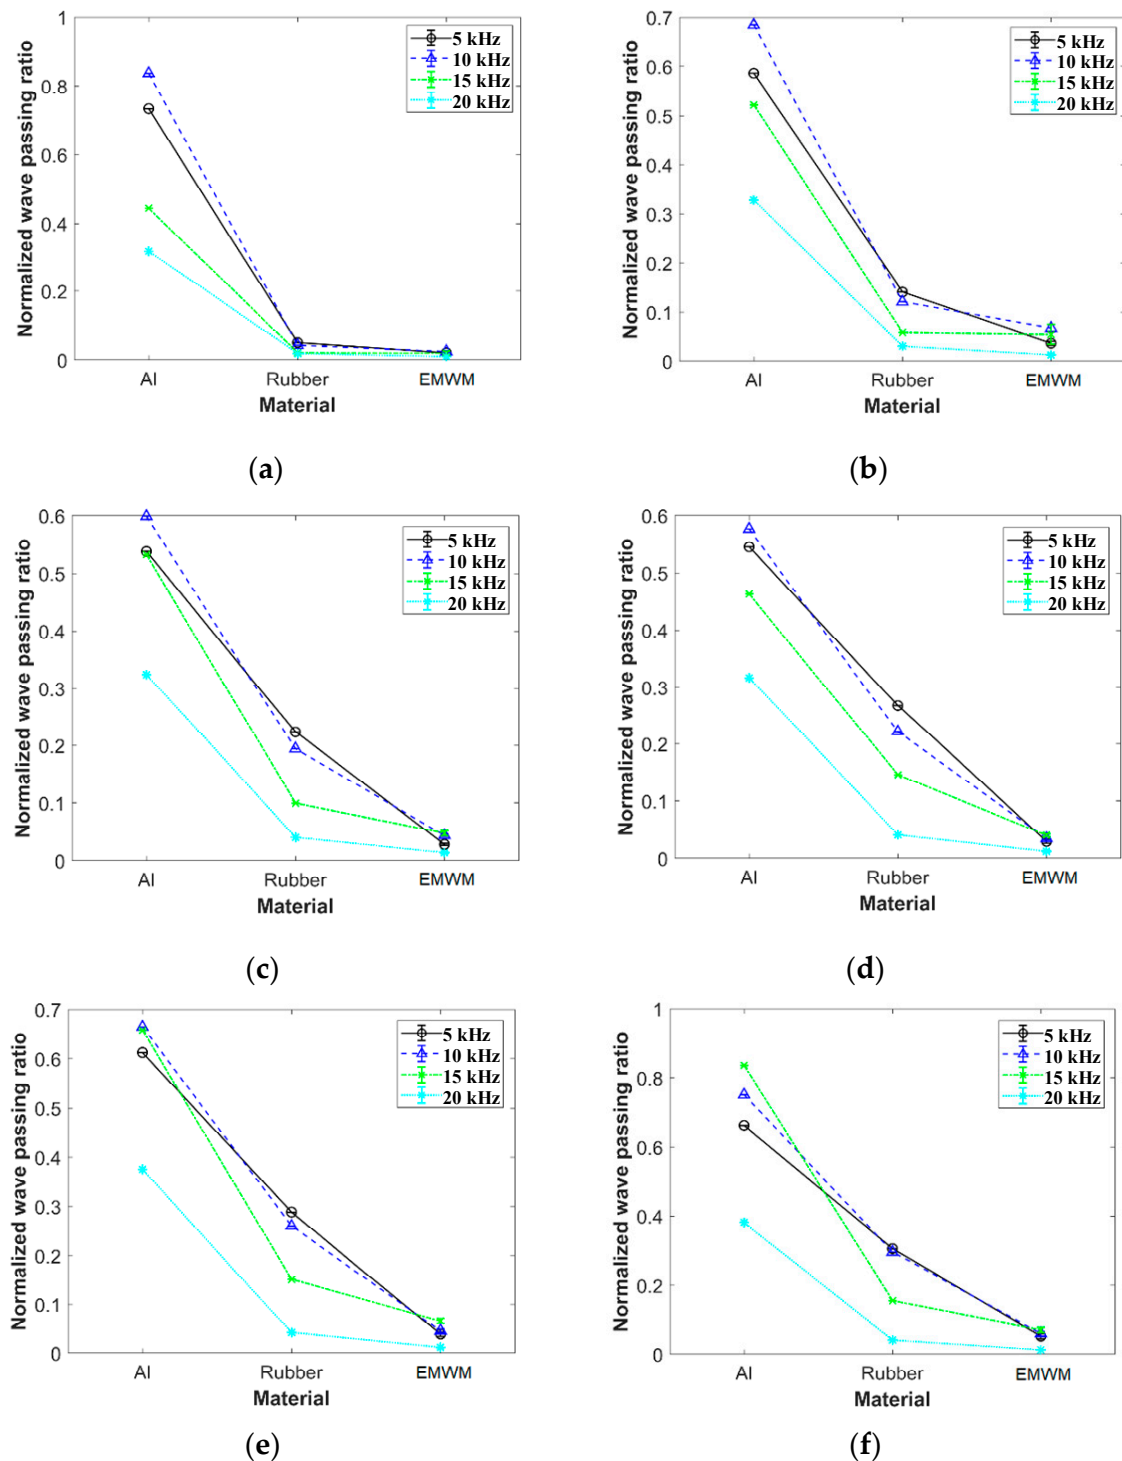 1
0.8
0.6
0.4
0.2
0
Normalized wave passing ratio
5 kHz
10 kHz
15 kHz
20 kHz
Al
Rubber
EMWM
Material
(a)
0.7
0.6
0.5
0.4
0.3
0.2
0.1
0
Normalized wave passing ratio
5 kHz
10 kHz
15 kHz
20 kHz
Al
Rubber
EMWM
Material
(b)
0.6
0.5
0.4
0.3
0.2
0.1
0
Normalized wave passing ratio
5 kHz
10 kHz
15 kHz
20 kHz
Al
Rubber
EMWM
Material
(c)
0.6
0.5
0.4
0.3
0.2
0.1
0
Normalized wave passing ratio
5 kHz
10 kHz
15 kHz
20 kHz
Al
Rubber
EMWM
Material
(d)
0.7
0.6
0.5
0.4
0.3
0.2
0.1
0
Normalized wave passing ratio
5 kHz
10 kHz
15 kHz
20 kHz
Al
Rubber
EMWM
Material
(e)
1
0.8
0.6
0.4
0.2
0
Normalized wave passing ratio
5 kHz
10 kHz
15 kHz
20 kHz
Al
Rubber
EMWM
Material
(f)